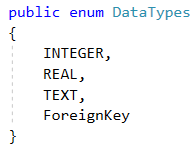 public enum DataTypes
{
INTEGER,
REAL,
TEXT,
ForeignKey
}